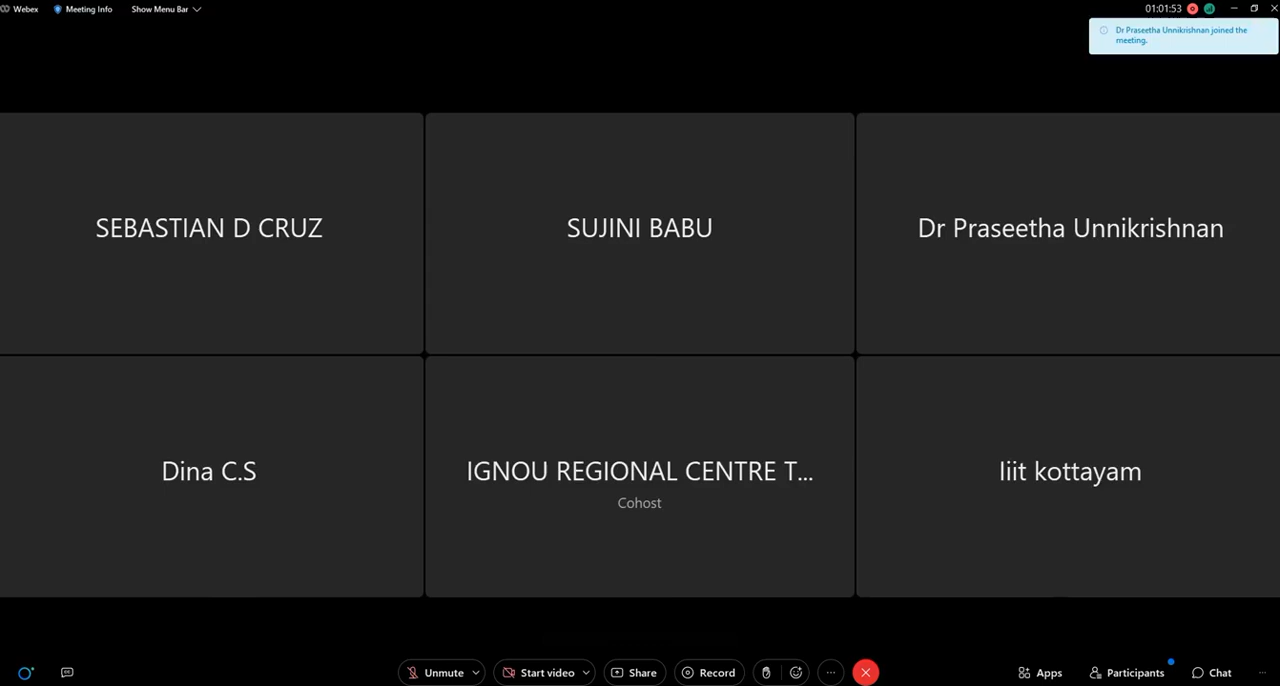 Webex Meeting Info Show Menu Bar 01:01:53
Dr Praseetha Unnikrishnan joined the
meeting.
SEBASTIAN D CRUZ
SUJINI BABU
Dr Praseetha Unnikrishnan
Dina C.S
IGNOU REGIONAL CENTRE T...
Cohost
Iiit kottayam
Unmute Start video Share Record Apps Participants Chat